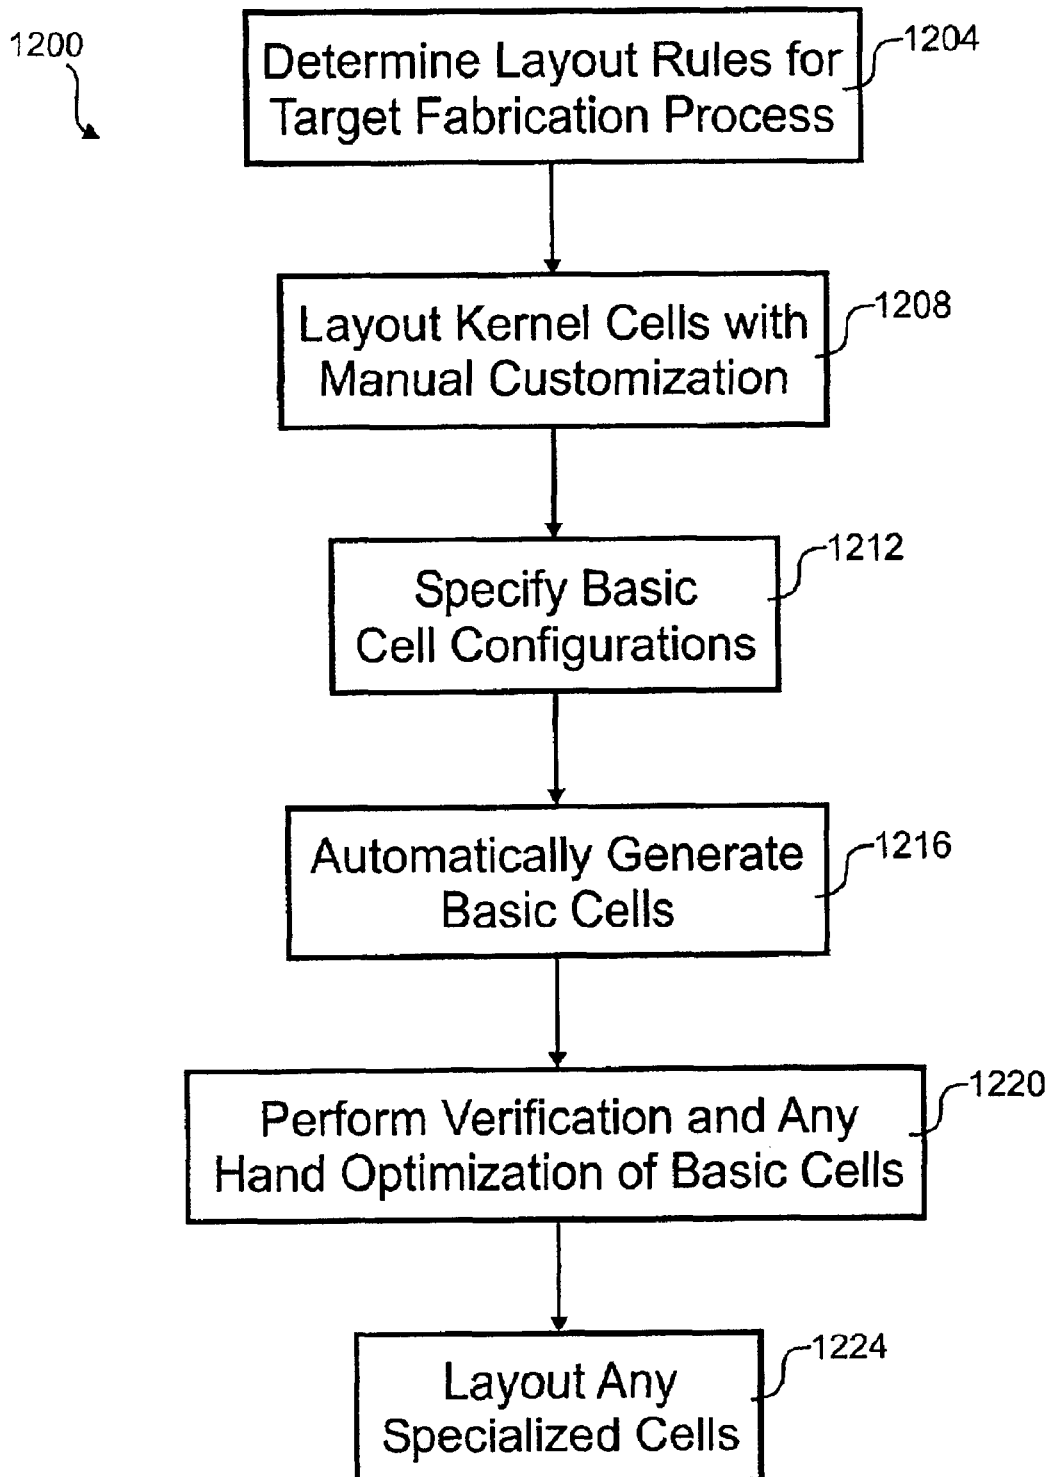 1200
Determine Layout Rules for
Target Fabrication Process
1204
Layout Kernel Cells with
Manual Customization
1208
Specify Basic
Cell Configurations
1212
Automatically Generate
Basic Cells
1216
Perform Verification and Any
Hand Optimization of Basic Cells
1220
Layout Any
Specialized Cells
1224